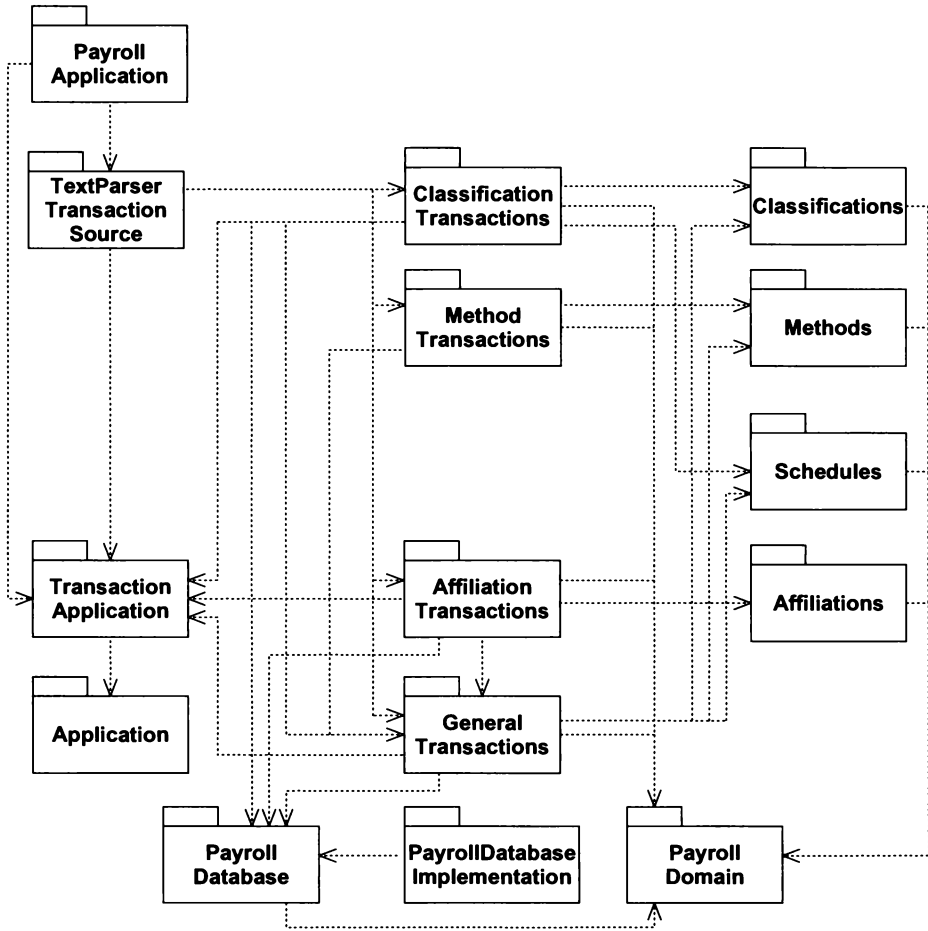 Payroll
Application
TextParser
Transaction
Source
Classification
Transactions
Classifications
Method
Transactions
Methods
Schedules
Transaction
Application
Affiliation
Transactions
Affiliations
Application
General
Transactions
Payroll
Database
PayrollDatabase
Implementation
Payroll
Domain